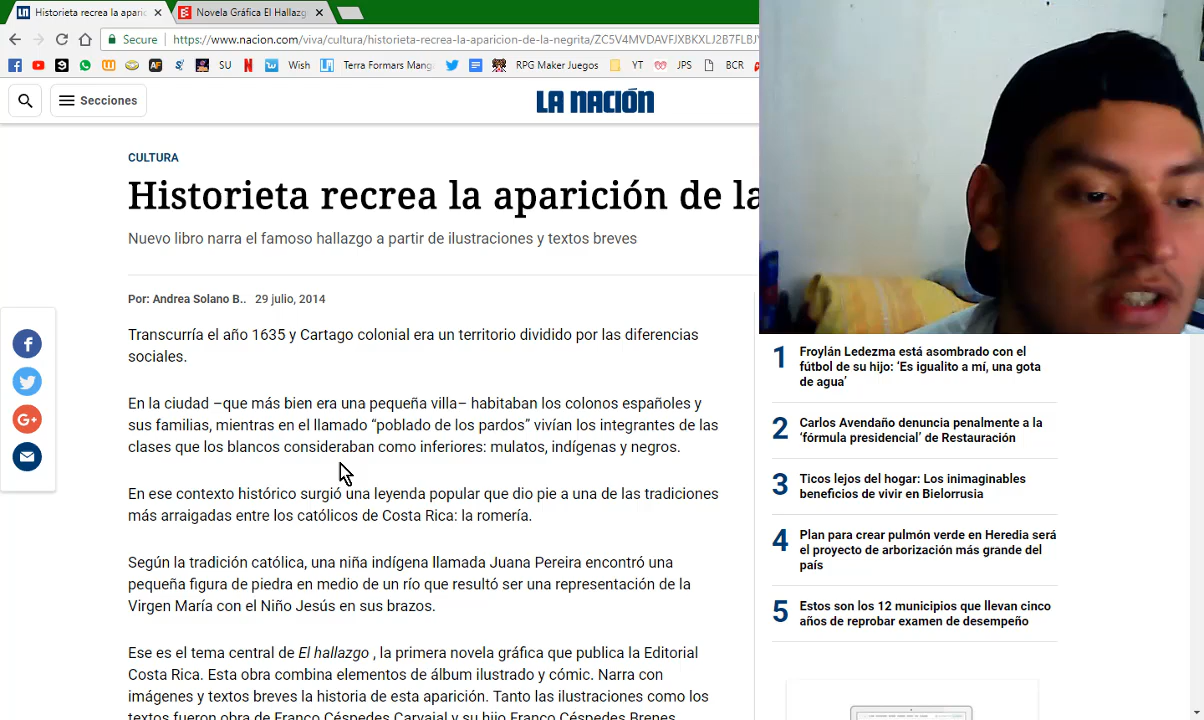 Historieta recrea la aparic
Novela Gráfica El Hallazg
Secure
https://www.nacion.com/viva/cultura/historieta-recrea-la-aparicion-de-la-negrita/ZC5V4MVDAVFJXBKXLJ2B7FLBJY
SU
Wish
Terra Formars Mang
RPG Maker Juegos
YT
JPS
BCR
Secciones
LA NACIÓN
CULTURA
Historieta recrea la aparición de la
Nuevo libro narra el famoso hallazgo a partir de ilustraciones y textos breves
Por: Andrea Solano B.. 29 julio, 2014
Transcurría el año 1635 y Cartago colonial era un territorio dividido por las diferencias
sociales.
En la ciudad –que más bien era una pequeña villa– habitaban los colonos españoles y
sus familias, mientras en el llamado “poblado de los pardos” vivían los integrantes de las
clases que los blancos consideraban como inferiores: mulatos, indígenas y negros.
En ese contexto histórico surgió una leyenda popular que dio pie a una de las tradiciones
más arraigadas entre los católicos de Costa Rica: la romería.
Según la tradición católica, una niña indígena llamada Juana Pereira encontró una
pequeña figura de piedra en medio de un río que resultó ser una representación de la
Virgen María con el Niño Jesús en sus brazos.
Ese es el tema central de El hallazgo , la primera novela gráfica que publica la Editorial
Costa Rica. Esta obra combina elementos de álbum ilustrado y cómic. Narra con
imágenes y textos breves la historia de esta aparición. Tanto las ilustraciones como los
textos fueron obra de Franco Céspedes Carvajal y su hijo Franco Céspedes Brenes
1 Froylán Ledezma está asombrado con el
fútbol de su hijo: ‘Es igualito a mí, una gota
de agua’
2 Carlos Avendaño denuncia penalmente a la
‘fórmula presidencial’ de Restauración
3 Ticos lejos del hogar: Los inimaginables
beneficios de vivir en Bielorrusia
4 Plan para crear pulmón verde en Heredia será
el proyecto de arborización más grande del
país
5 Estos son los 12 municipios que llevan cinco
años de reprobar examen de desempeño